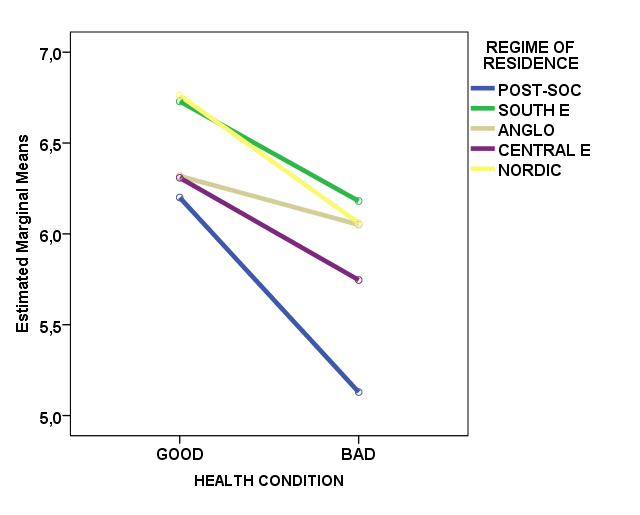 REGIME OF
RESIDENCE
POST-SOC
SOUTH E
ANGLO
CENTRAL E
NORDIC
Estimated Marginal Means
7,0
6,5
6,0
5,5
5,0
GOOD BAD
HEALTH CONDITION